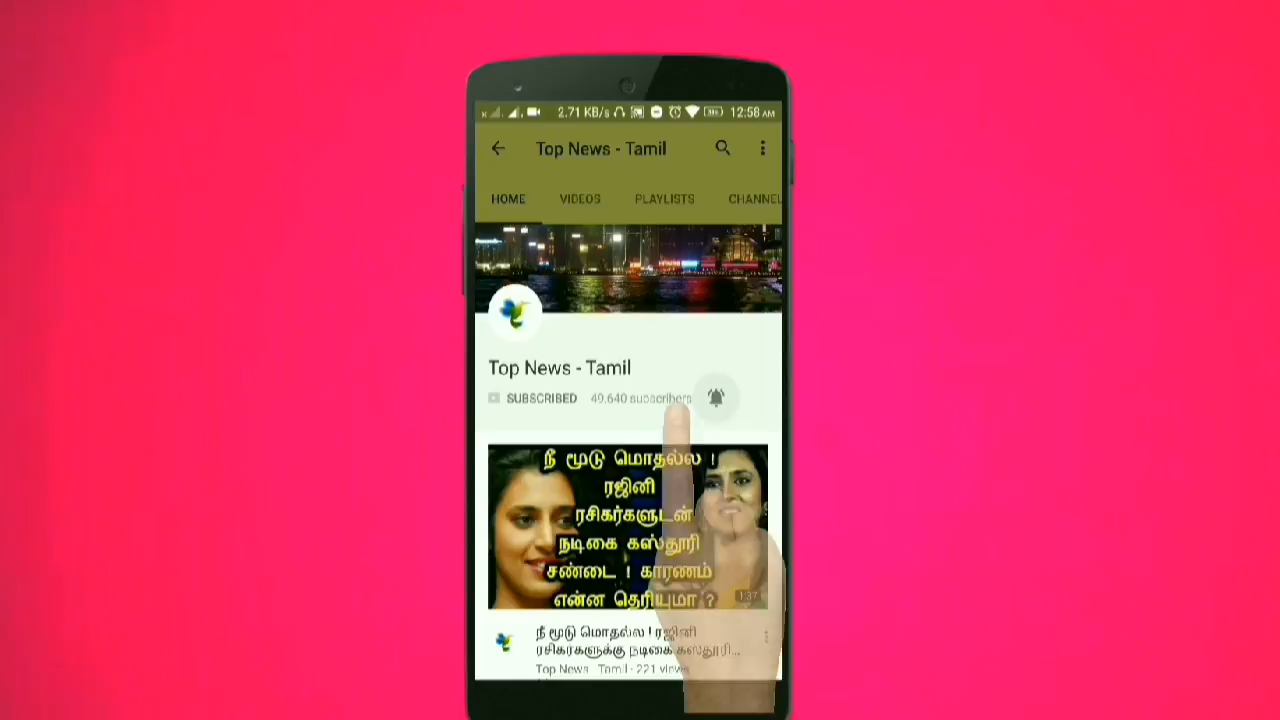 2.71 KB/s 12:58 AM
Top News - Tamil
HOME VIDEOS PLAYLISTS CHANNEL
Top News - Tamil
SUBSCRIBED 49,640 subscribers
நீ மூடு மொதல்ல !
ரஜினி
ரசிகர்களுடன்
நடிகை கஸ்தூரி
சண்டை ! காரணம்
என்ன தெரியுமா ?
1:37
நீ மூடு மொதல்ல ! ரஜினி
ரசிகர்களுக்கு நடிகை கஸ்தூரி...
Top News - Tamil · 221 views